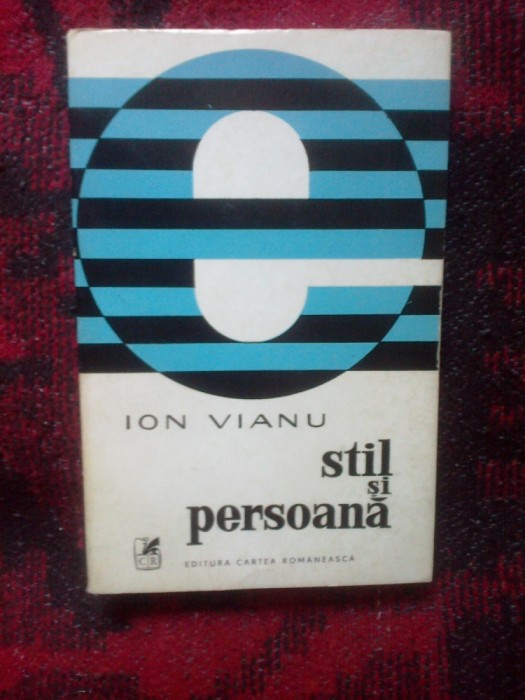 e
ION VIANU
stil
și
persoană
CR
EDITURA CARTEA ROMÂNEASCĂ